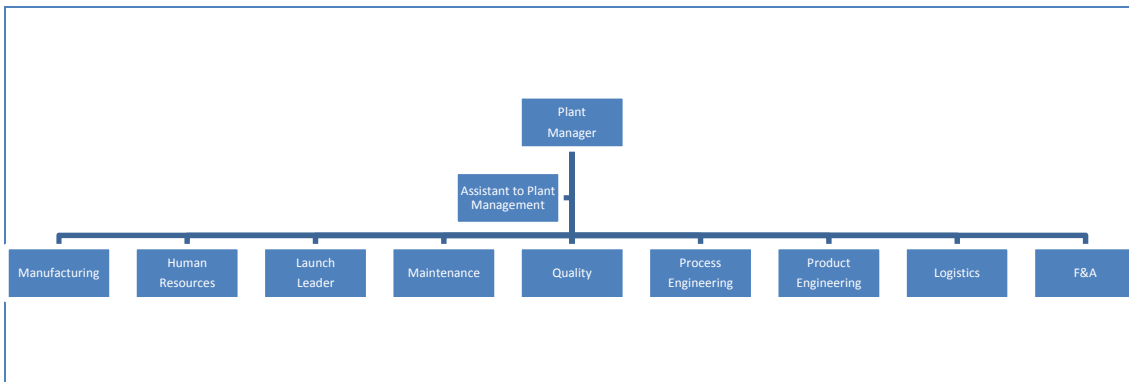 Plant
Manager
Assistant to Plant
Management
Manufacturing
Human
Resources
Launch
Leader
Maintenance
Quality
Process
Engineering
Product
Engineering
Logistics
F&A